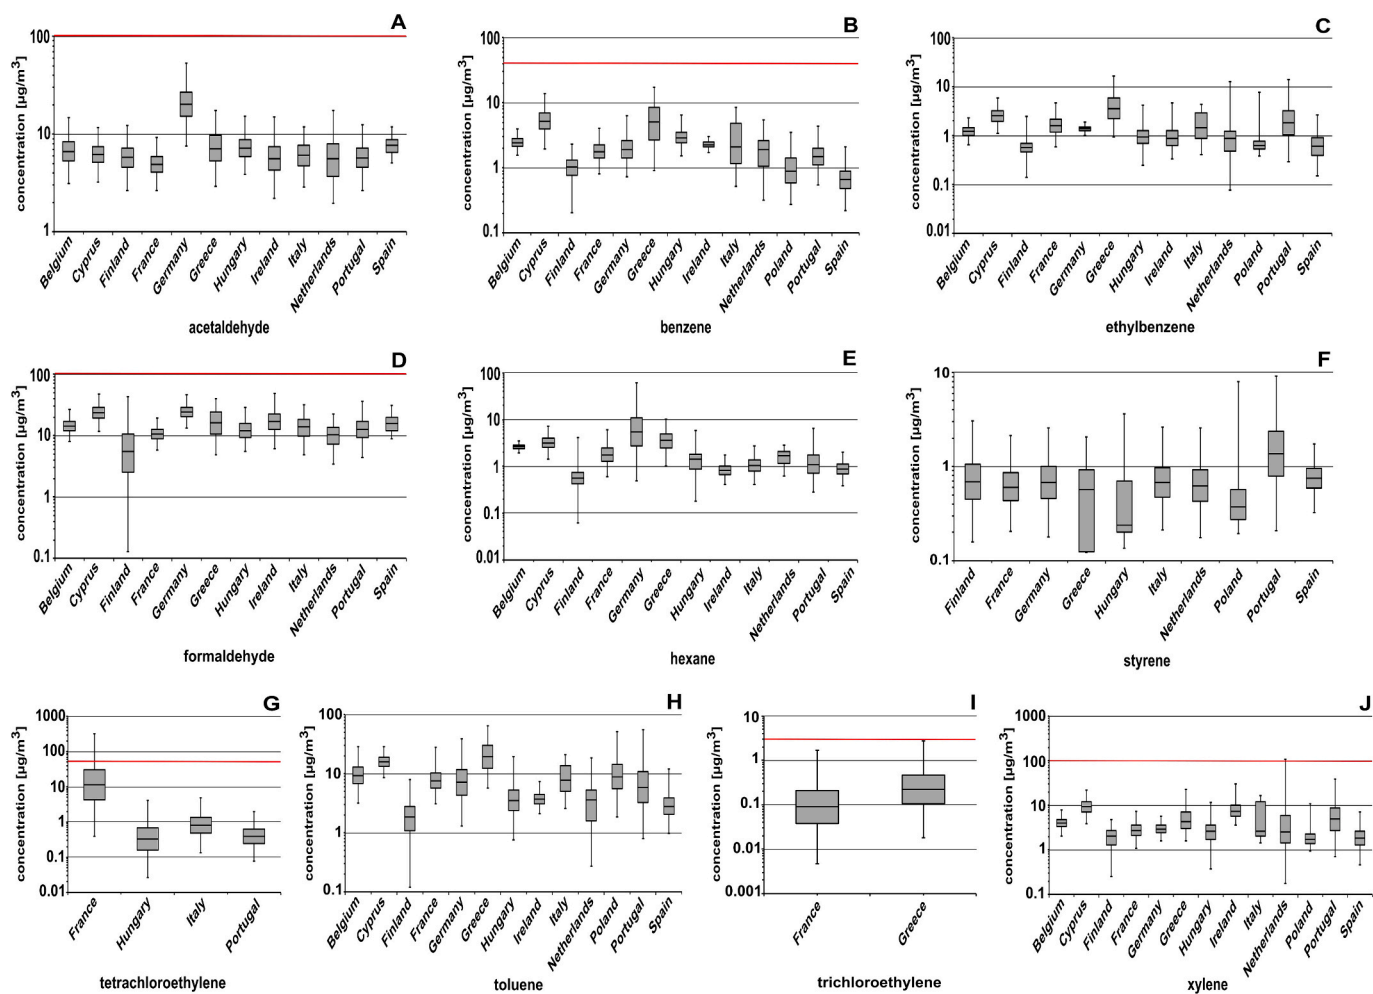 A
concentration [µg/m³]
100
10
1
Belgium
Cyprus
Finland
France
Germany
Greece
Hungary
Ireland
Italy
Netherlands
Portugal
Spain
acetaldehyde
B
concentration [µg/m³]
100
10
1
0.1
Belgium
Cyprus
Finland
France
Germany
Greece
Hungary
Ireland
Italy
Netherlands
Poland
Portugal
Spain
benzene
C
concentration [µg/m³]
100
10
1
0.1
0.01
Belgium
Cyprus
Finland
France
Germany
Greece
Hungary
Ireland
Italy
Netherlands
Poland
Portugal
Spain
ethylbenzene
D
concentration [µg/m³]
100
10
1
0.1
Belgium
Cyprus
Finland
France
Germany
Greece
Hungary
Ireland
Italy
Netherlands
Portugal
Spain
formaldehyde
E
concentration [µg/m³]
100
10
1
0.1
0.01
Belgium
Cyprus
Finland
France
Germany
Greece
Hungary
Ireland
Italy
Netherlands
Portugal
Spain
hexane
F
concentration [µg/m³]
10
1
0.1
Finland
France
Germany
Greece
Hungary
Italy
Netherlands
Poland
Portugal
Spain
styrene
G
concentration [µg/m³]
1000
100
10
1
0.1
0.01
France
Hungary
Italy
Portugal
tetrachloroethylene
H
concentration [µg/m³]
100
10
1
0.1
Belgium
Cyprus
Finland
France
Germany
Greece
Hungary
Ireland
Italy
Netherlands
Poland
Portugal
Spain
toluene
I
concentration [µg/m³]
10
1
0.1
0.01
0.001
France
Greece
trichloroethylene
J
concentration [µg/m³]
1000
100
10
1
0.1
Belgium
Cyprus
Finland
France
Germany
Greece
Hungary
Ireland
Italy
Netherlands
Poland
Portugal
Spain
xylene